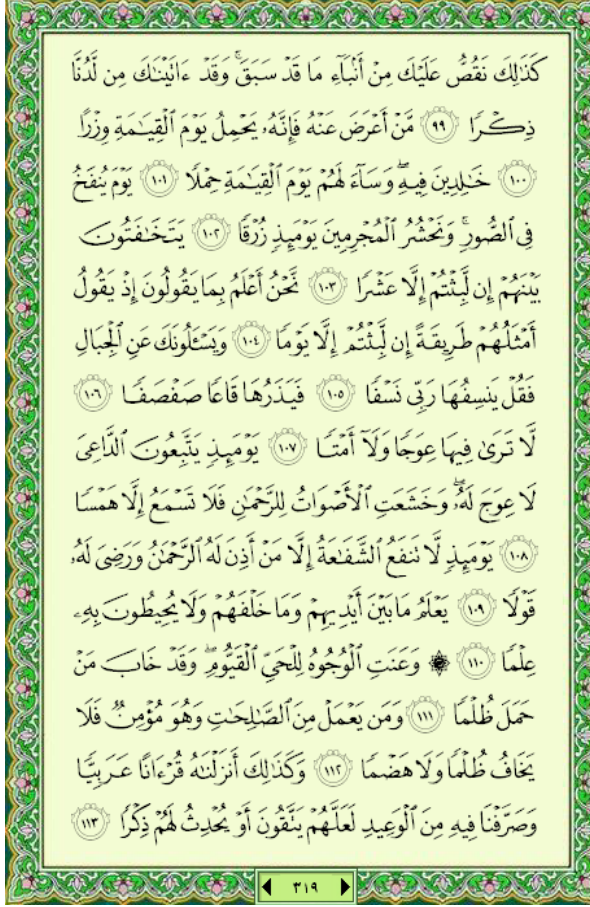 كَذَٰلِكَ نَقُصُّ عَلَيْكَ مِنْ أَنۢبَآءِ مَا قَدْ سَبَقَ ۚ وَقَدْ ءَاتَيْنَٰكَ مِن لَّدُنَّا
ذِكْرًا ٩٩ مَّنْ أَعْرَضَ عَنْهُ فَإِنَّهُۥ يَحْمِلُ يَوْمَ ٱلْقِيَٰمَةِ وِزْرًا
١٠٠ خَٰلِدِينَ فِيهِ ۖ وَسَآءَ لَهُمْ يَوْمَ ٱلْقِيَٰمَةِ حِمْلًا ١٠١ يَوْمَ يُنفَخُ
فِى ٱلصُّورِ ۚ وَنَحْشُرُ ٱلْمُجْرِمِينَ يَوْمَئِذٍ زُرْقًا ١٠٢ يَتَخَٰفَتُونَ
بَيْنَهُمْ إِن لَّبِثْتُمْ إِلَّا عَشْرًا ١٠٣ نَّحْنُ أَعْلَمُ بِمَا يَقُولُونَ إِذْ يَقُولُ
أَمْثَلُهُمْ طَرِيقَةً إِن لَّبِثْتُمْ إِلَّا يَوْمًا ١٠٤ وَيَسْـَٔلُونَكَ عَنِ ٱلْجِبَالِ
فَقُلْ يَنسِفُهَا رَبِّى نَسْفًا ١٠٥ فَيَذَرُهَا قَاعًا صَفْصَفًا ١٠٦
لَّا تَرَىٰ فِيهَا عِوَجًا وَلَآ أَمْتًا ١٠٧ يَوْمَئِذٍ يَتَّبِعُونَ ٱلدَّاعِىَ
لَا عِوَجَ لَهُۥ ۖ وَخَشَعَتِ ٱلْأَصْوَاتُ لِلرَّحْمَٰنِ فَلَا تَسْمَعُ إِلَّا هَمْسًا
١٠٨ يَوْمَئِذٍ لَّا تَنفَعُ ٱلشَّفَٰعَةُ إِلَّا مَنْ أَذِنَ لَهُ ٱلرَّحْمَٰنُ وَرَضِىَ لَهُۥ
قَوْلًا ١٠٩ يَعْلَمُ مَا بَيْنَ أَيْدِيهِمْ وَمَا خَلْفَهُمْ وَلَا يُحِيطُونَ بِهِۦ
عِلْمًا ١١٠ ۞ وَعَنَتِ ٱلْوُجُوهُ لِلْحَىِّ ٱلْقَيُّومِ ۖ وَقَدْ خَابَ مَنْ
حَمَلَ ظُلْمًا ١١١ وَمَن يَعْمَلْ مِنَ ٱلصَّٰلِحَٰتِ وَهُوَ مُؤْمِنٌ فَلَا
يَخَافُ ظُلْمًا وَلَا هَضْمًا ١١٢ وَكَذَٰلِكَ أَنزَلْنَٰهُ قُرْءَانًا عَرَبِيًّا
وَصَرَّفْنَا فِيهِ مِنَ ٱلْوَعِيدِ لَعَلَّهُمْ يَتَّقُونَ أَوْ يُحْدِثُ لَهُمْ ذِكْرًا ١١٣
٣١٩